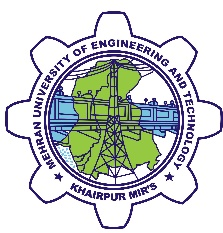 MEHRAN UNIVERSITY OF ENGINEERING AND TECHNOLOGY
KHAIRPUR MIR'S